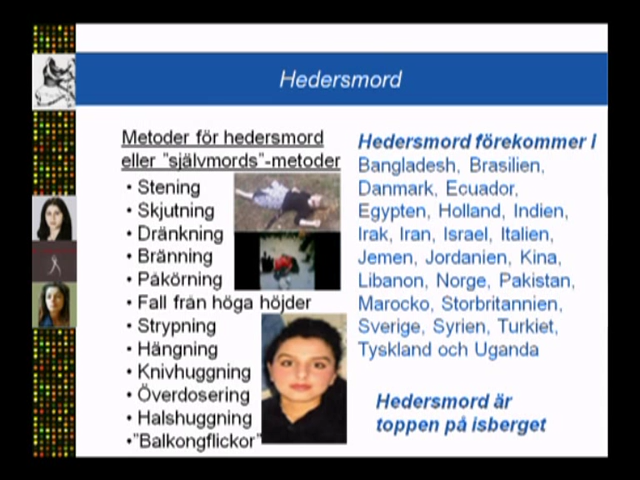 Hedersmord
Metoder för hedersmord
eller "självmords"-metoder
• Stening
• Skjutning
• Dränkning
• Bränning
• Påkörning
• Fall från höga höjder
• Strypning
• Hängning
• Knivhuggning
• Överdosering
• Halshuggning
•"Balkongflickor"
Hedersmord förekommer i
Bangladesh, Brasilien,
Danmark, Ecuador,
Egypten, Holland, Indien,
Irak, Iran, Israel, Italien,
Jemen, Jordanien, Kina,
Libanon, Norge, Pakistan,
Marocko, Storbritannien,
Sverige, Syrien, Turkiet,
Tyskland och Uganda
Hedersmord är
toppen på isberget